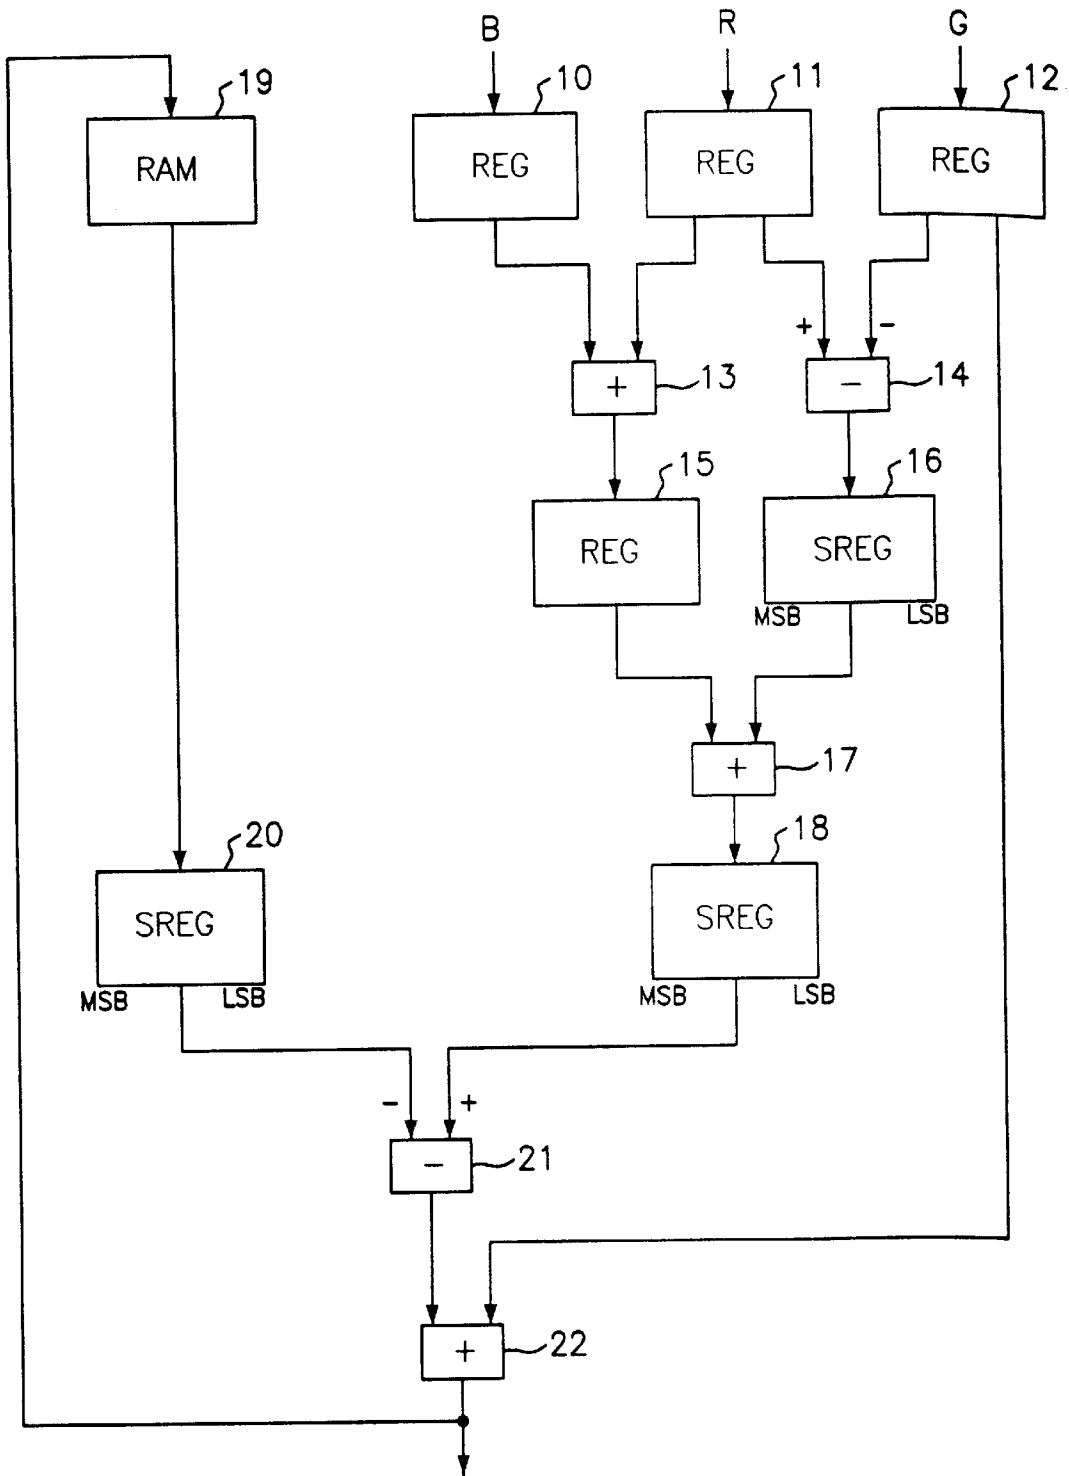 B R G
19 10 11 12
RAM REG REG REG
+ -
+ 13 - 14
15 16
REG SREG
MSB LSB
+ 17
20 18
SREG SREG
MSB LSB MSB LSB
- +
- 21
+ 22